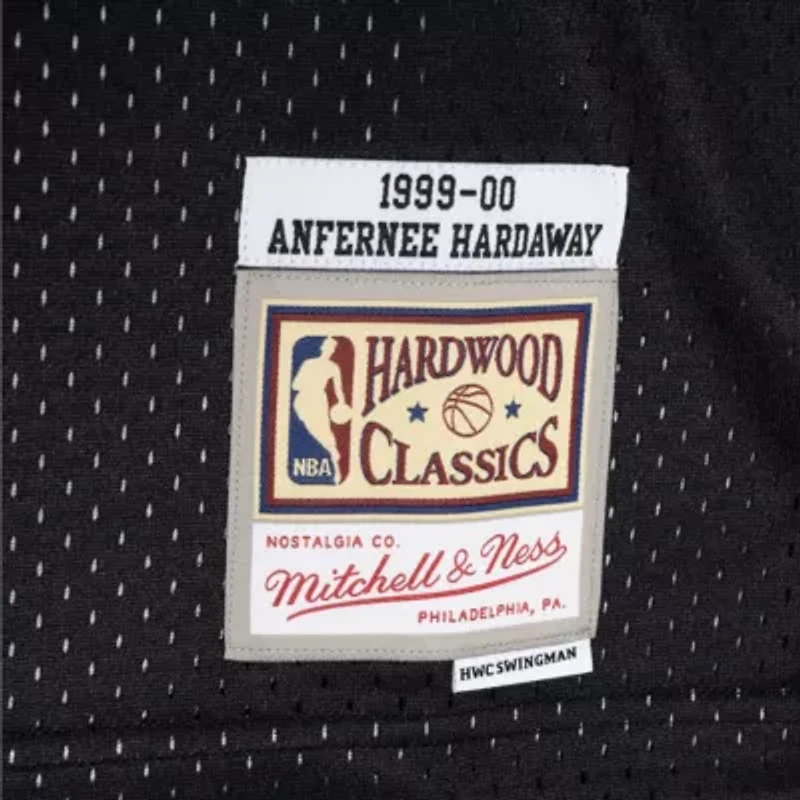 1999-00
ANFERNEE HARDAWAY
HARDWOOD
CLASSICS
NBA
NOSTALGIA CO.
Mitchell & Ness
PHILADELPHIA, PA.
HWCSWINGMAN